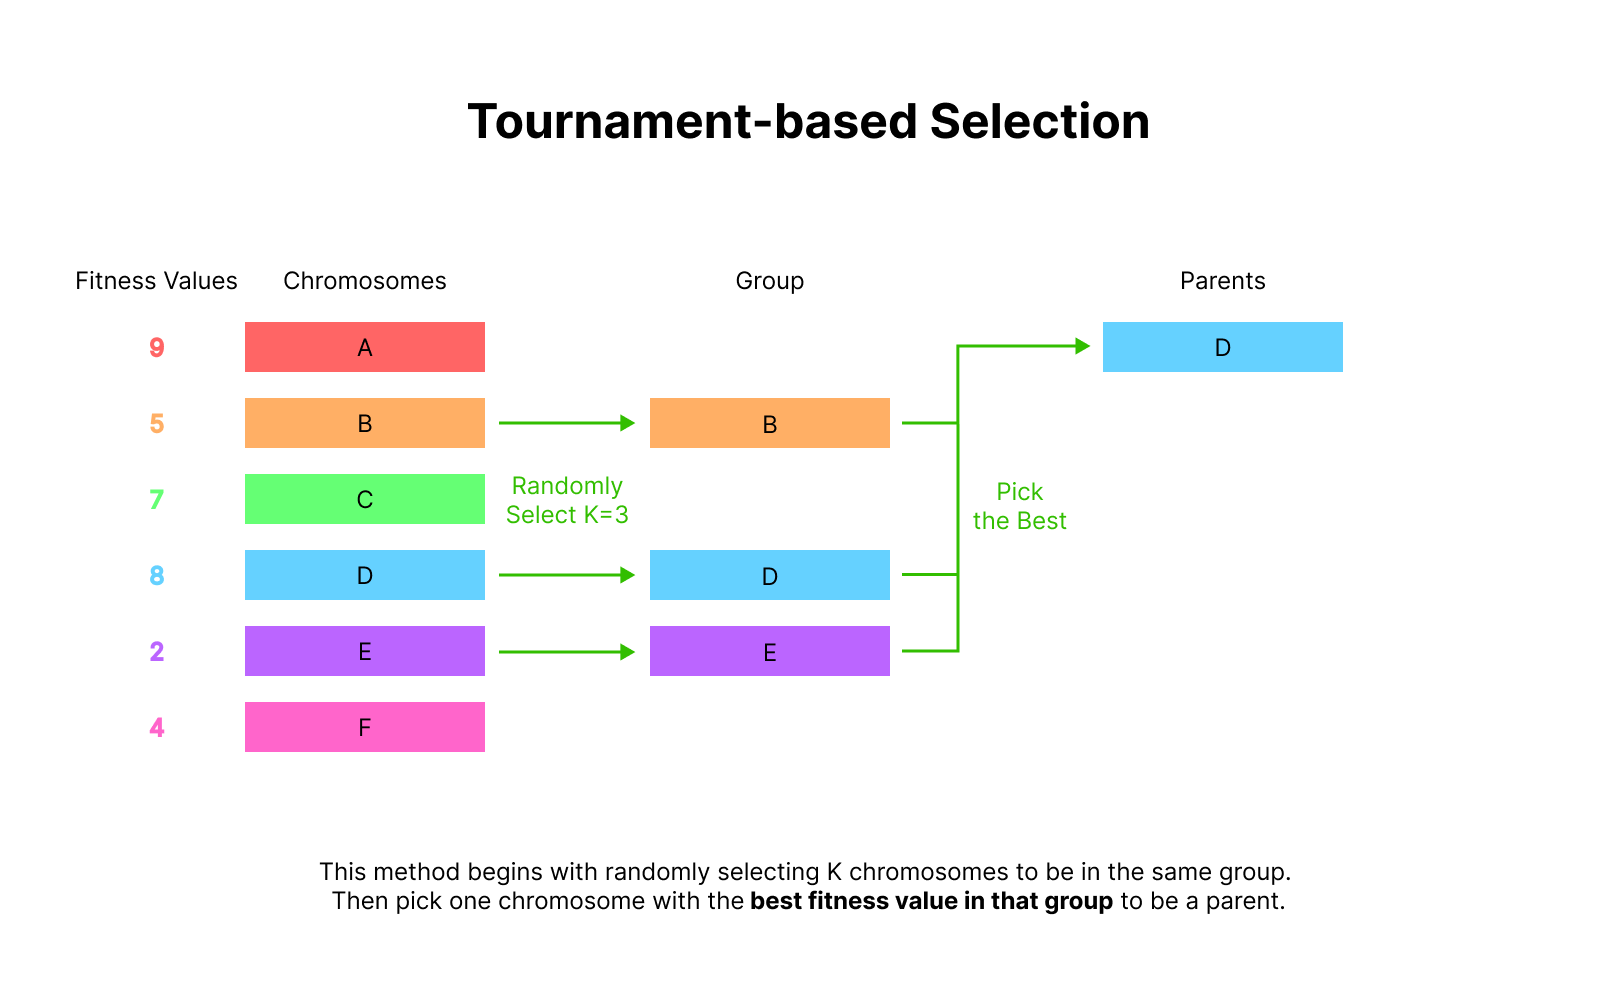 Tournament-based Selection
Fitness Values Chromosomes Group Parents
9 A D
5 B B
7 C
Randomly
Select K=3
Pick
the Best
8 D D
2 E E
4 F
This method begins with randomly selecting K chromosomes to be in the same group.
Then pick one chromosome with the best fitness value in that group to be a parent.